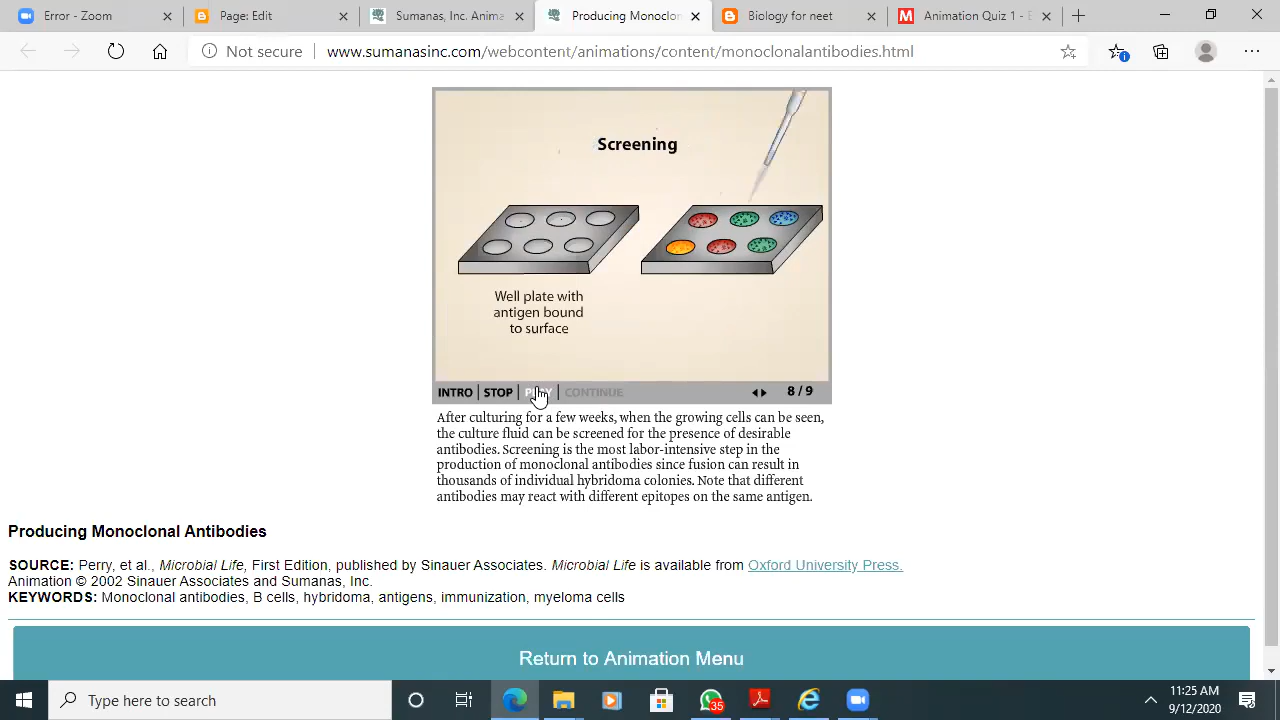 Error - Zoom
Page: Edit
Sumanas, Inc. Anima
Producing Monoclon
Biology for neet
Animation Quiz 1 - E
Not secure
www.sumanasinc.com/webcontent/animations/content/monoclonalantibodies.html
Screening
Well plate with
antigen bound
to surface
INTRO STOP PLAY CONTINUE 8 / 9
After culturing for a few weeks, when the growing cells can be seen,
the culture fluid can be screened for the presence of desirable
antibodies. Screening is the most labor-intensive step in the
production of monoclonal antibodies since fusion can result in
thousands of individual hybridoma colonies. Note that different
antibodies may react with different epitopes on the same antigen.
Producing Monoclonal Antibodies
SOURCE: Perry, et al., Microbial Life, First Edition, published by Sinauer Associates. Microbial Life is available from Oxford University Press.
Animation © 2002 Sinauer Associates and Sumanas, Inc.
KEYWORDS: Monoclonal antibodies, B cells, hybridoma, antigens, immunization, myeloma cells
Return to Animation Menu
Type here to search
35
11:25 AM
9/12/2020
3